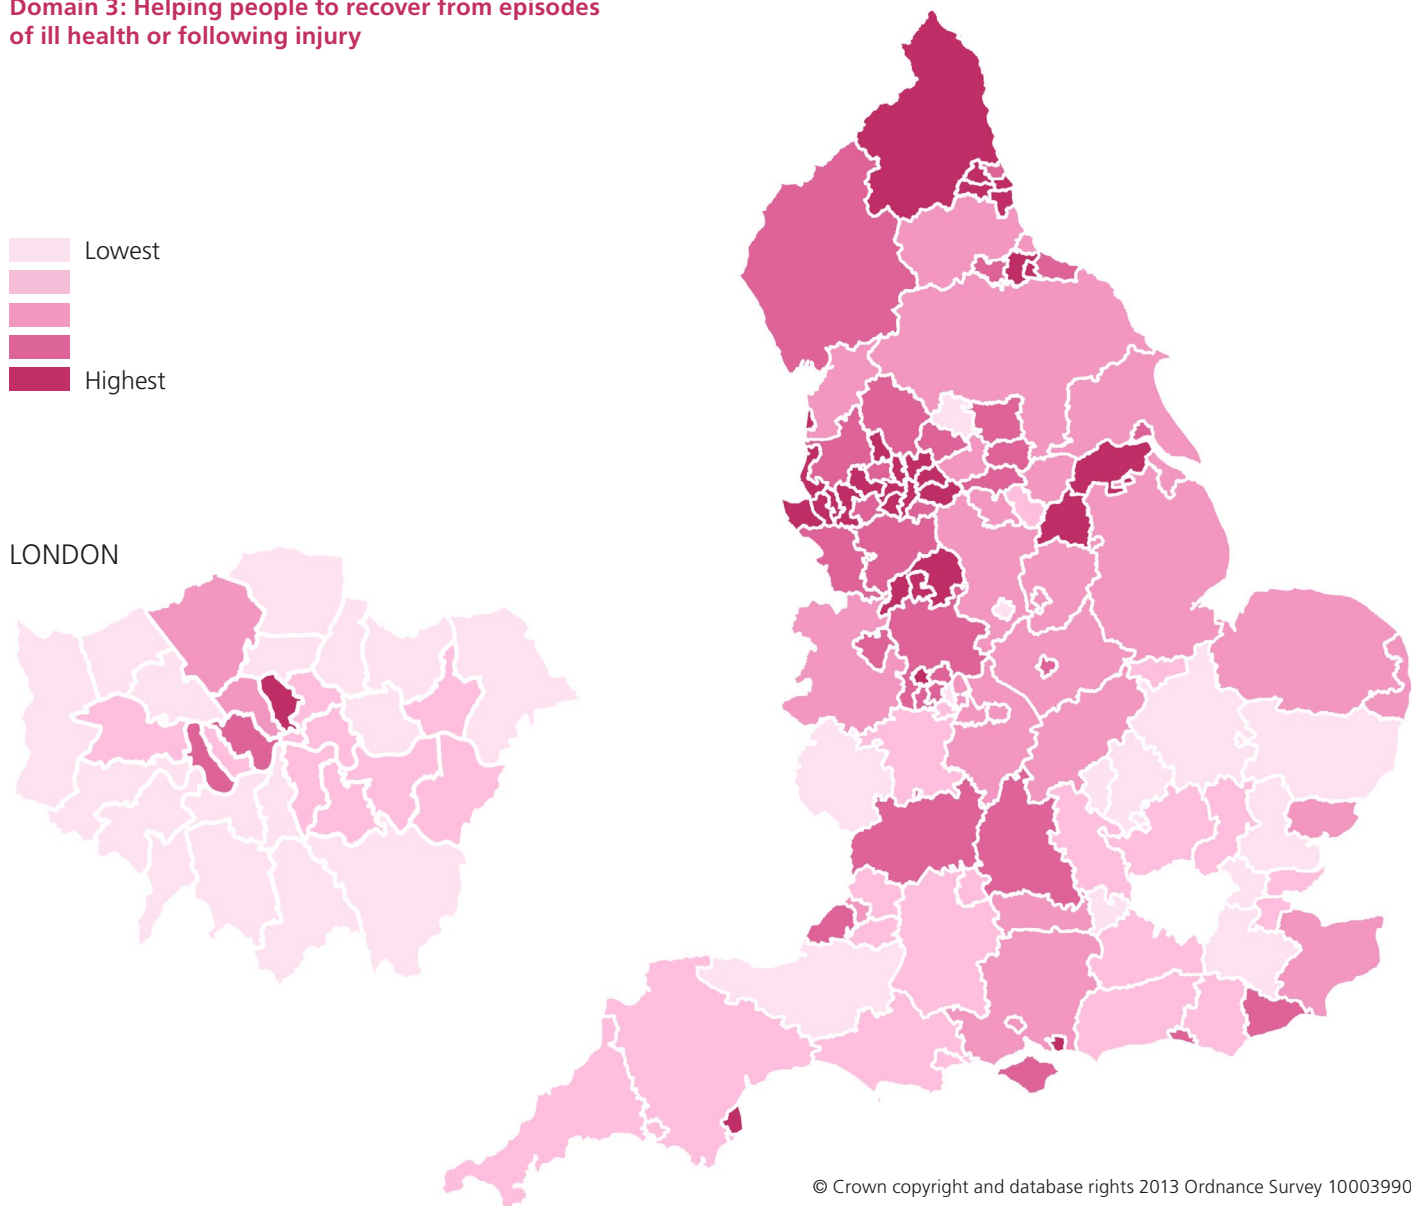 Domain 3: Helping people to recover from episodes
of ill health or following injury
Lowest
Highest
LONDON
© Crown copyright and database rights 2013 Ordnance Survey 10003990